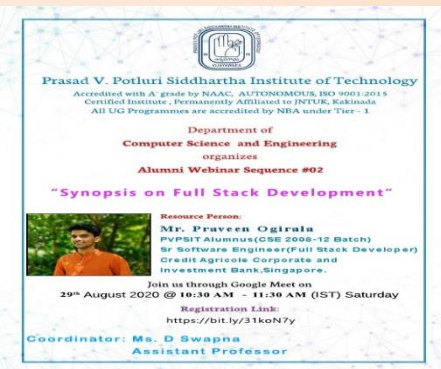 Prasad V. Potluri Siddhartha Institute of Technology
Accredited with A⁺ grade by NAAC, AUTONOMOUS, ISO 9001:2015
Certified Institute , Permanently Affiliated to JNTUK, Kakinada
All UG Programmes are accredited by NBA under Tier - 1
Department of
Computer Science and Engineering
organizes
Alumni Webinar Sequence #02
"Synopsis on Full Stack Development"
Resource Person:
Mr. Praveen Ogirala
PVPSIT Alumnus(CSE 2008-12 Batch)
Sr Software Engineer(Full Stack Developer)
Credit Agricole Corporate and
Investment Bank,Singapore.
Join us through Google Meet on
29th August 2020 @ 10:30 AM - 11:30 AM (IST) Saturday
Registration Link:
https://bit.ly/31koN7y
Coordinator: Ms. D Swapna
Assistant Professor